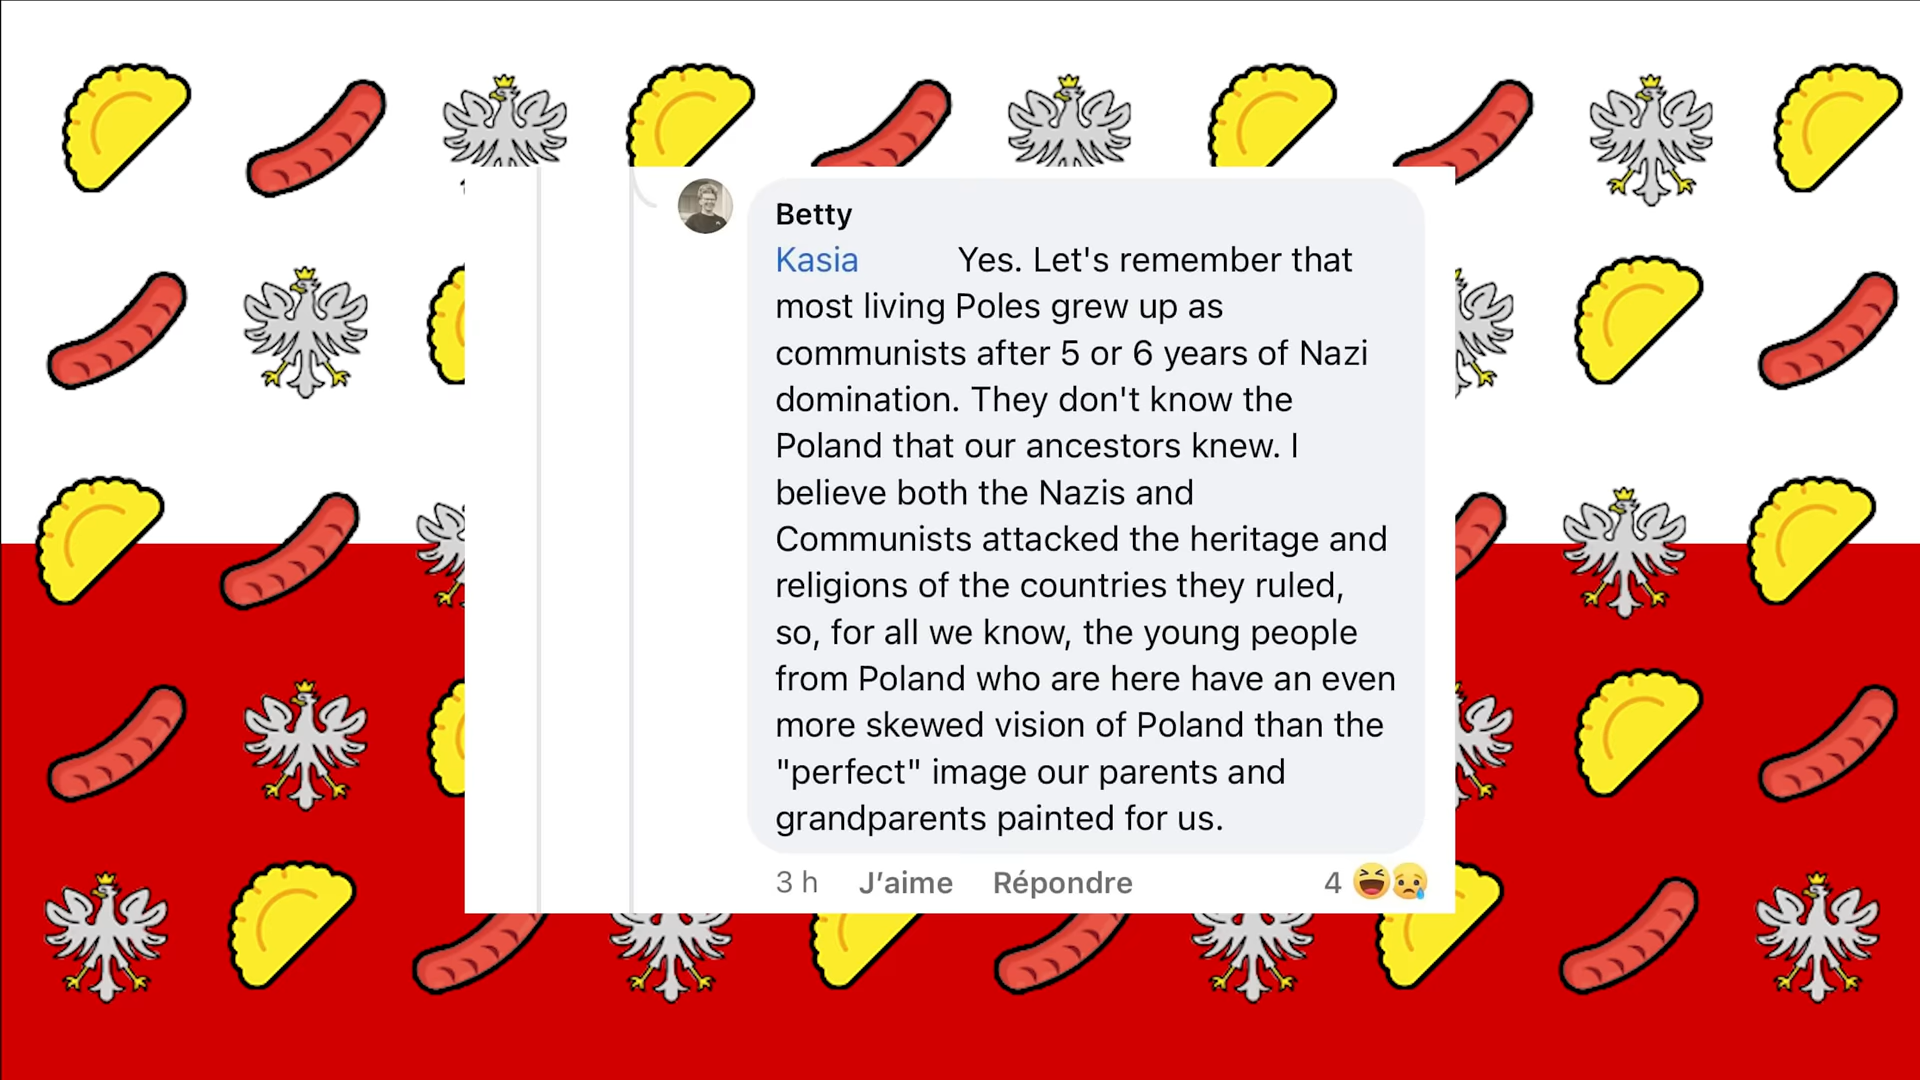 Betty
Kasia Yes. Let's remember that
most living Poles grew up as
communists after 5 or 6 years of Nazi
domination. They don't know the
Poland that our ancestors knew. I
believe both the Nazis and
Communists attacked the heritage and
religions of the countries they ruled,
so, for all we know, the young people
from Poland who are here have an even
more skewed vision of Poland than the
"perfect" image our parents and
grandparents painted for us.
3 h J’aime Répondre 4